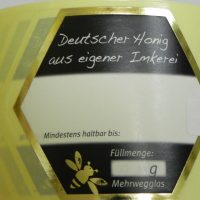 Deutscher Honig
aus eigener Imkerei
Mindestens haltbar bis:
Füllmenge:
g
Mehrwegglas